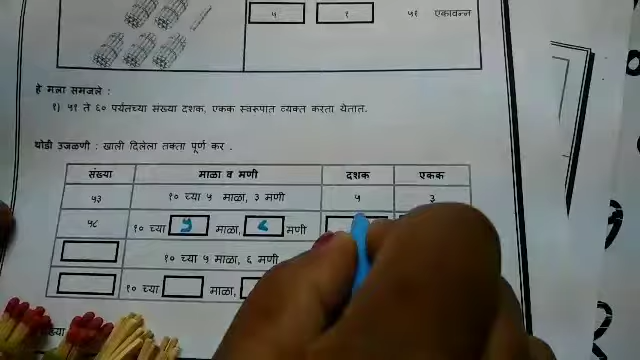 ५ १ ५१ एकावन्न
हे मला समजले :
१) ५१ ते ६० पर्यंतच्या संख्या दशक, एकक स्वरूपात व्यक्त करता येतात.
थोडी उजळणी : खाली दिलेला तक्ता पूर्ण कर .
संख्या माळा व मणी दशक एकक
५३ १० च्या ५ माळा, ३ मणी ५ ३
५८ १० च्या ५ माळा, ८ मणी
१० च्या ५ माळा, ६ मणी
१० च्या माळा,